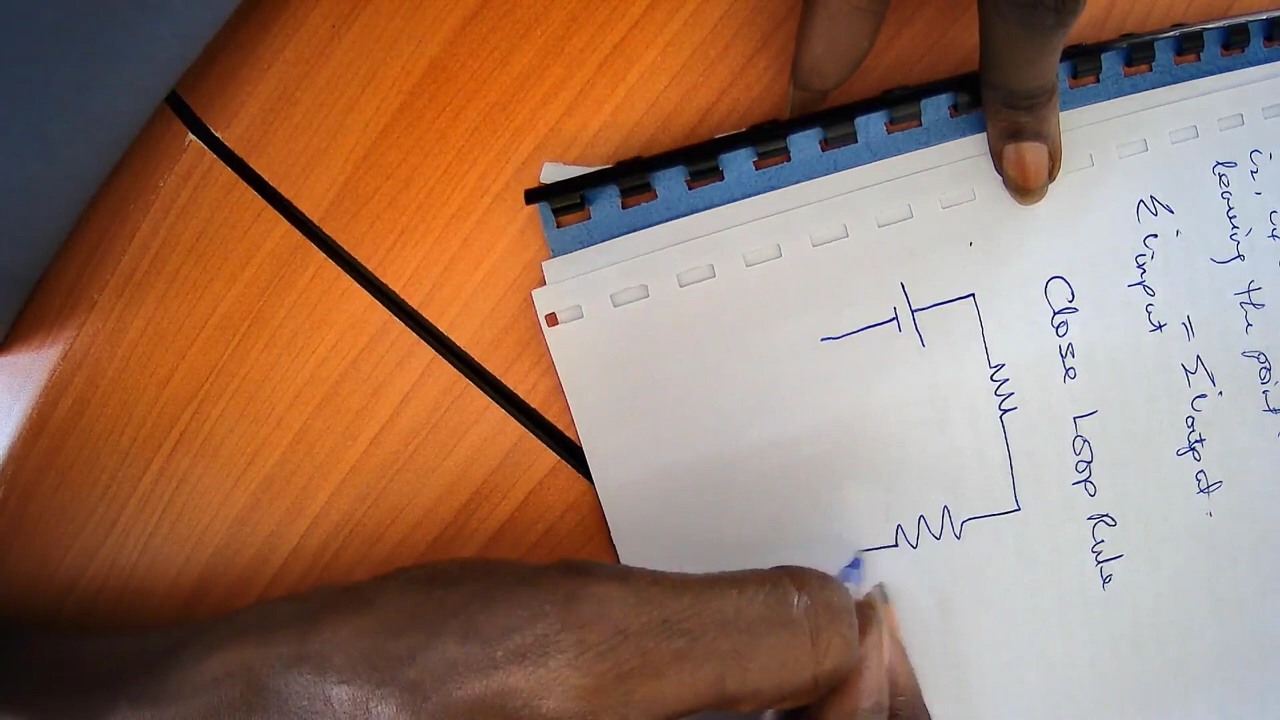 leaving the point.
Σ i input = Σ i output.
Close Loop Rule